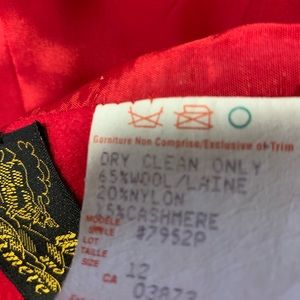 Garniture Non Comprise/Exclusive of Trim
DRY CLEAN ONLY
65%WOOL/LAINE
20%NYLON
15%CASHMERE
MODELE
STYLE #7952P
LOT
TAILLE
SIZE 12
CA 03673